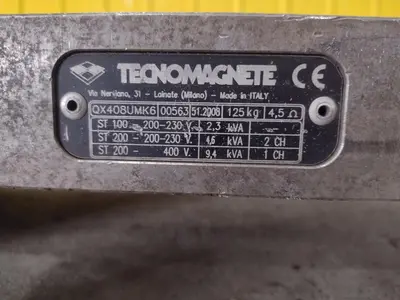 TECNOMAGNETE CE
Via Nerviano, 31 - Lainate (Milano) - Made in ITALY
QX408UMK6 00563 51.2006 125 kg 4,5 Ω
ST 100 - 200-230 V. 2,3 kVA
ST 200 - 200-230 V. 4,6 kVA 2 CH
ST 200 - 400 V. 9,4 kVA 1 CH